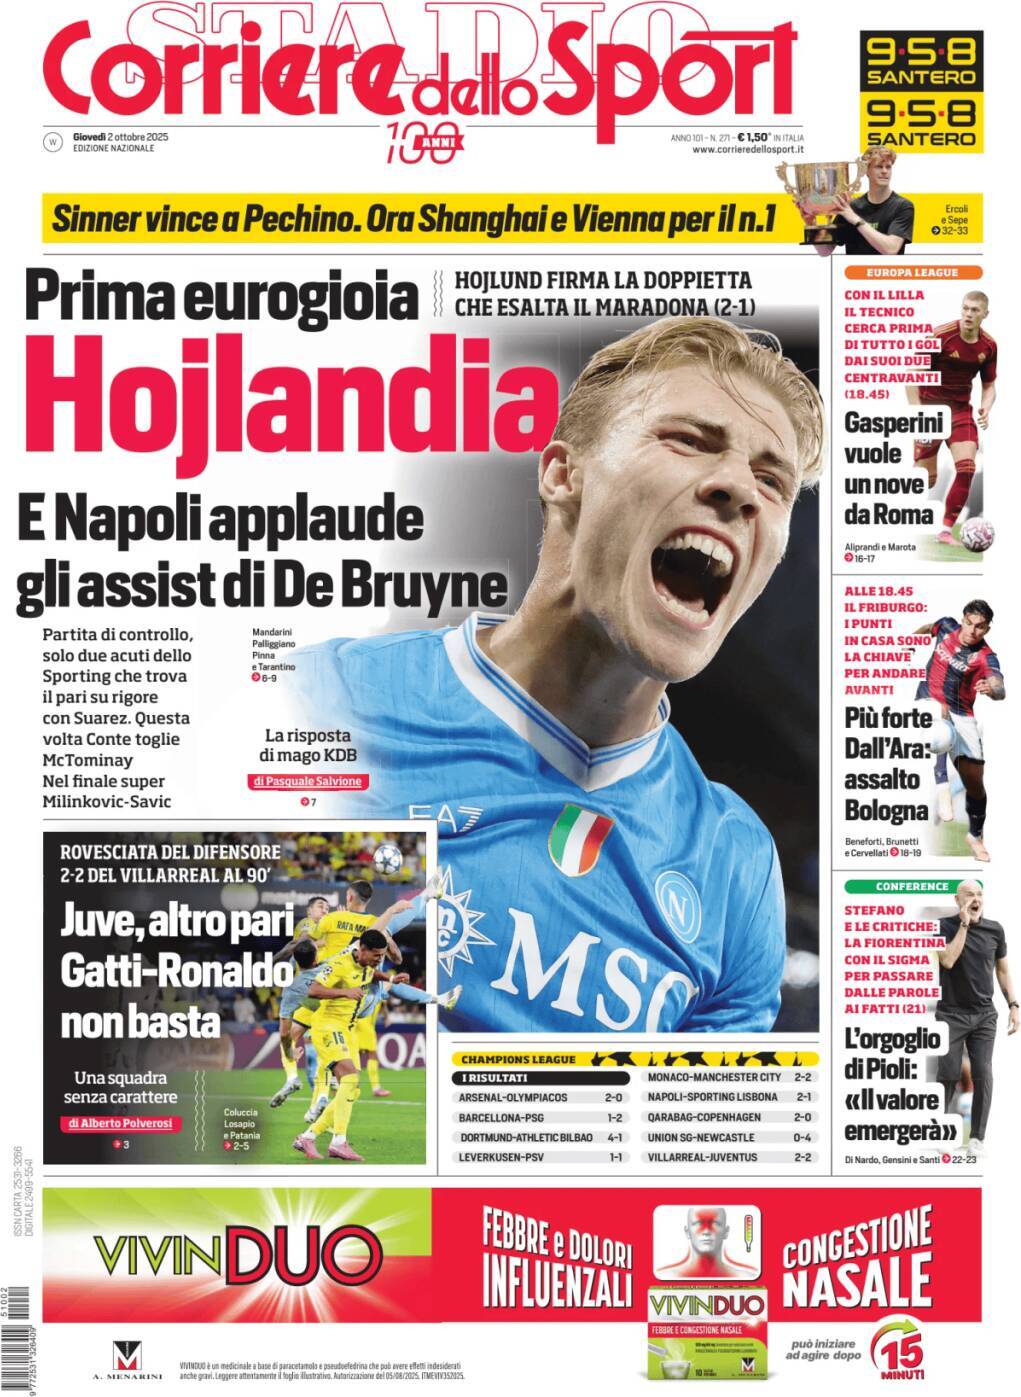 STADIO
Corriere dello Sport
100 ANNI
W
Giovedì 2 ottobre 2025
EDIZIONE NAZIONALE
ANNO 101 - N. 271 - € 1,50* IN ITALIA
www.corrieredellosport.it
9·5·8
SANTERO
9·5·8
SANTERO
Sinner vince a Pechino. Ora Shanghai e Vienna per il n.1
Ercoli
e Sepe
32-33
Prima eurogioia
HOJLUND FIRMA LA DOPPIETTA
CHE ESALTA IL MARADONA (2-1)
Hojlandia
E Napoli applaude
gli assist di De Bruyne
Partita di controllo,
solo due acuti dello
Sporting che trova
il pari su rigore
con Suarez. Questa
volta Conte toglie
McTominay
Nel finale super
Milinkovic-Savic
Mandarini
Palliggiano
Pinna
e Tarantino
6-9
La risposta
di mago KDB
di Pasquale Salvione
7
EA7
N
MSC
ROVESCIATA DEL DIFENSORE
2-2 DEL VILLARREAL AL 90'
Juve, altro pari
Gatti-Ronaldo
non basta
Una squadra
senza carattere
di Alberto Polverosi
3
Coluccia
Losapio
e Patania
2-5
RAFA MA
16
CHAMPIONS LEAGUE
I RISULTATI
ARSENAL-OLYMPIACOS 2-0
BARCELLONA-PSG 1-2
DORTMUND-ATHLETIC BILBAO 4-1
LEVERKUSEN-PSV 1-1
MONACO-MANCHESTER CITY 2-2
NAPOLI-SPORTING LISBONA 2-1
QARABAG-COPENHAGEN 2-0
UNION SG-NEWCASTLE 0-4
VILLARREAL-JUVENTUS 2-2
EUROPA LEAGUE
CON IL LILLA
IL TECNICO
CERCA PRIMA
DI TUTTO I GOL
DAI SUOI DUE
CENTRAVANTI
(18.45)
Gasperini
vuole
un nove
da Roma
Aliprandi e Marota
16-17
ALLE 18.45
IL FRIBURGO:
I PUNTI
IN CASA SONO
LA CHIAVE
PER ANDARE
AVANTI
Più forte
Dall'Ara:
assalto
Bologna
Beneforti, Brunetti
e Cervellati 18-19
CONFERENCE
STEFANO
E LE CRITICHE:
LA FIORENTINA
CON IL SIGMA
PER PASSARE
DALLE PAROLE
AI FATTI (21)
L'orgoglio
di Pioli:
«Il valore
emergerà»
Di Nardo, Gensini e Santi 22-23
ISSN CARTA 2531-3266
DIGITALE 2499-5541
51002
9 772531 326409
VIVINDUO
FEBBRE e DOLORI
INFLUENZALI
VIVINDUO
FEBBRE E CONGESTIONE NASALE
CONGESTIONE
NASALE
può iniziare
ad agire dopo
15
MINUTI
A. MENARINI
VIVINDUO è un medicinale a base di paracetamolo e pseudoefedrina che può avere effetti indesiderati
anche gravi. Leggere attentamente il foglio illustrativo. Autorizzazione del 05/08/2025. ITMEVIV352025.